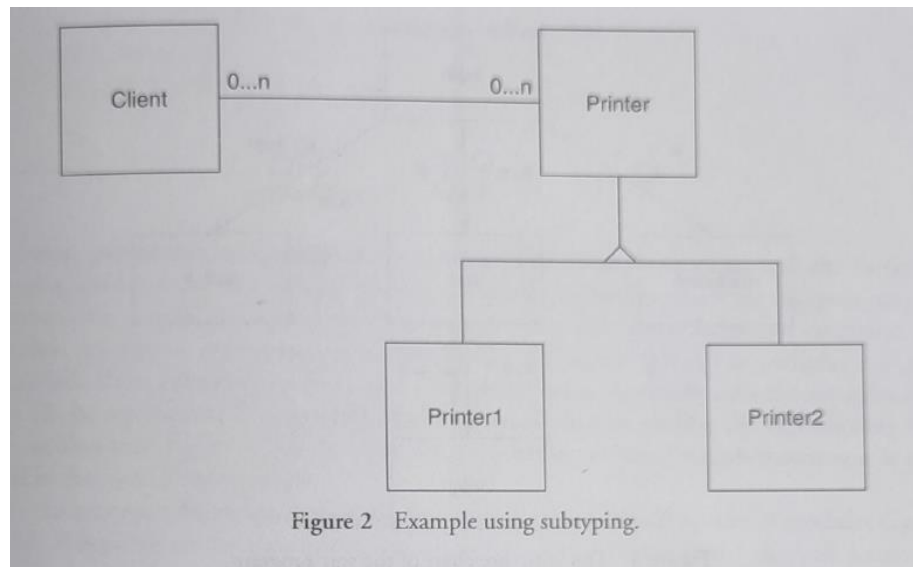 Client
0...n
0...n
Printer
Printer1
Printer2
Figure 2 Example using subtyping.